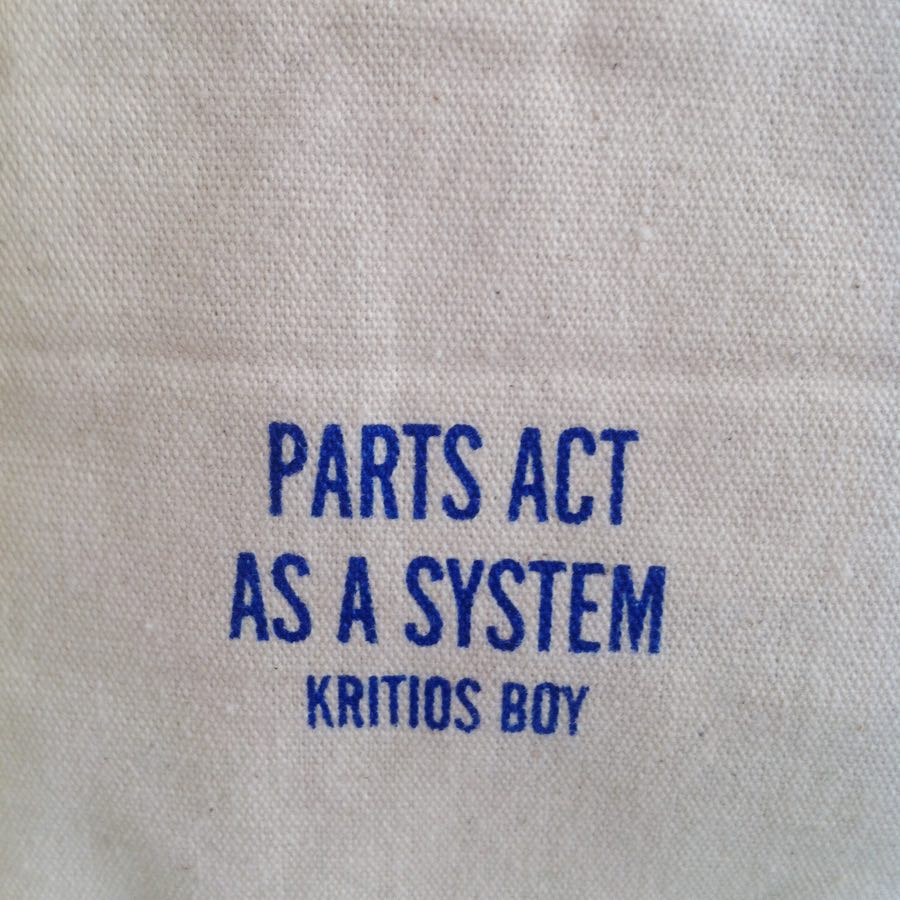 PARTS ACT
AS A SYSTEM
KRITIOS BOY